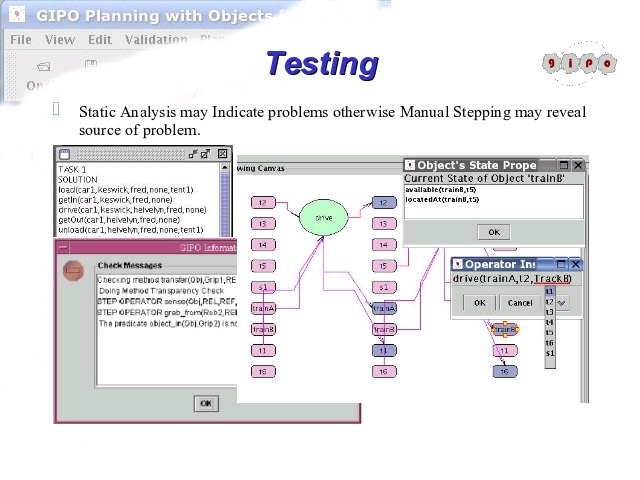 GIPO Planning with Objects
File View Edit Validation
Testing
gipo
Static Analysis may Indicate problems otherwise Manual Stepping may reveal
source of problem.
TASK 1
SOLUTION
load(car1,keswick,fred,none,tent1)
getIn(car1,keswick,fred,none)
drive(car1,keswick,helvelyn,fred,none)
getOut(car1,helvelyn,fred,none)
unload(car1,helvelyn,fred,none,tent1)
GIPO Informat
Check Messages
Checking method transfer(Obj,Grip1,RE
Doing Method Transparency Check
STEP OPERATOR sense(Obj,REL,REF,
STEP OPERATOR grab_from(Rob2,RE
The predicate object_in(Obj,Grip2) is no
OK
wing Canvas
t2
t3
t4
t5
s1
trainA
trainB
t1
t6
drive
t2
t3
t4
t5
s1
trainA
trainB
t1
t6
Object's State Prope
Current State of Object 'trainB'
available(trainB,t5)
locatedAt(trainB,t5)
OK
Operator Ins
drive(trainA,t2,TrackB)
OK Cancel
t1
t2
t3
t4
t5
t6
s1
trainB
t1
t6